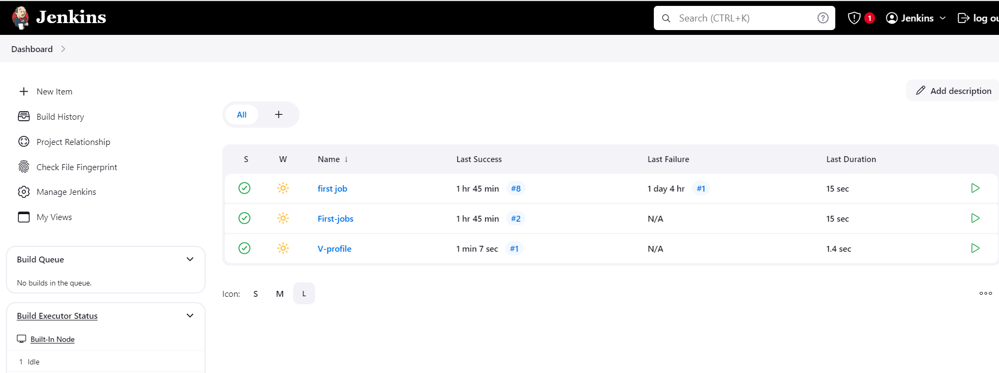 Jenkins
Search (CTRL+K)
1
Jenkins
log ou
Dashboard
New Item
Build History
Project Relationship
Check File Fingerprint
Manage Jenkins
My Views
Build Queue
No builds in the queue.
Build Executor Status
Built-In Node
1 Idle
Add description
All +
S W Name ↓ Last Success Last Failure Last Duration
first job 1 hr 45 min #8 1 day 4 hr #1 15 sec
First-jobs 1 hr 45 min #2 N/A 15 sec
V-profile 1 min 7 sec #1 N/A 1.4 sec
Icon: S M L